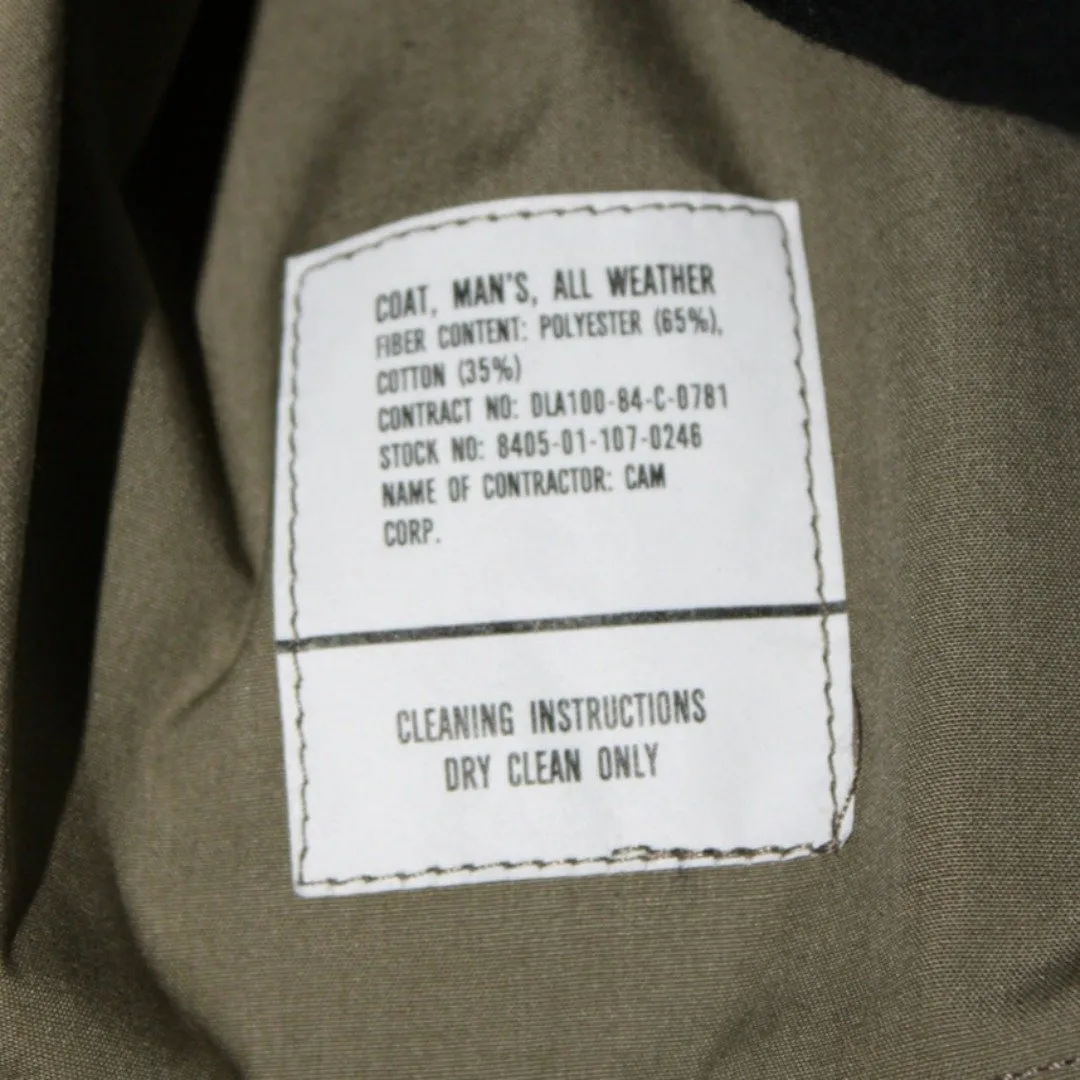 COAT, MAN'S, ALL WEATHER
FIBER CONTENT: POLYESTER (65%),
COTTON (35%)
CONTRACT NO: DLA100-84-C-0781
STOCK NO: 8405-01-107-0246
NAME OF CONTRACTOR: CAM
CORP.
CLEANING INSTRUCTIONS
DRY CLEAN ONLY